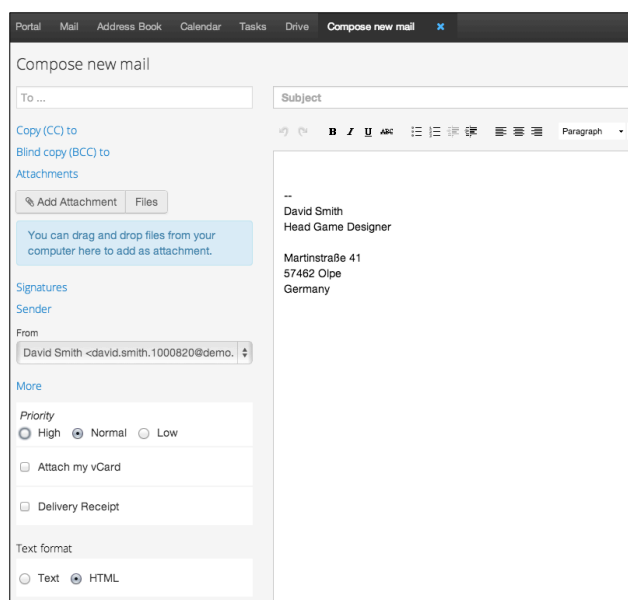 Portal Mail Address Book Calendar Tasks Drive Compose new mail ×
Compose new mail
To ...
Subject
Copy (CC) to
Blind copy (BCC) to
Attachments
Add Attachment Files
You can drag and drop files from your
computer here to add as attachment.
Signatures
Sender
From
David Smith <david.smith.1000820@demo.
More
Priority
High Normal Low
Attach my vCard
Delivery Receipt
Text format
Text HTML
B I U ABC Paragraph
--
David Smith
Head Game Designer
Martinstraße 41
57462 Olpe
Germany